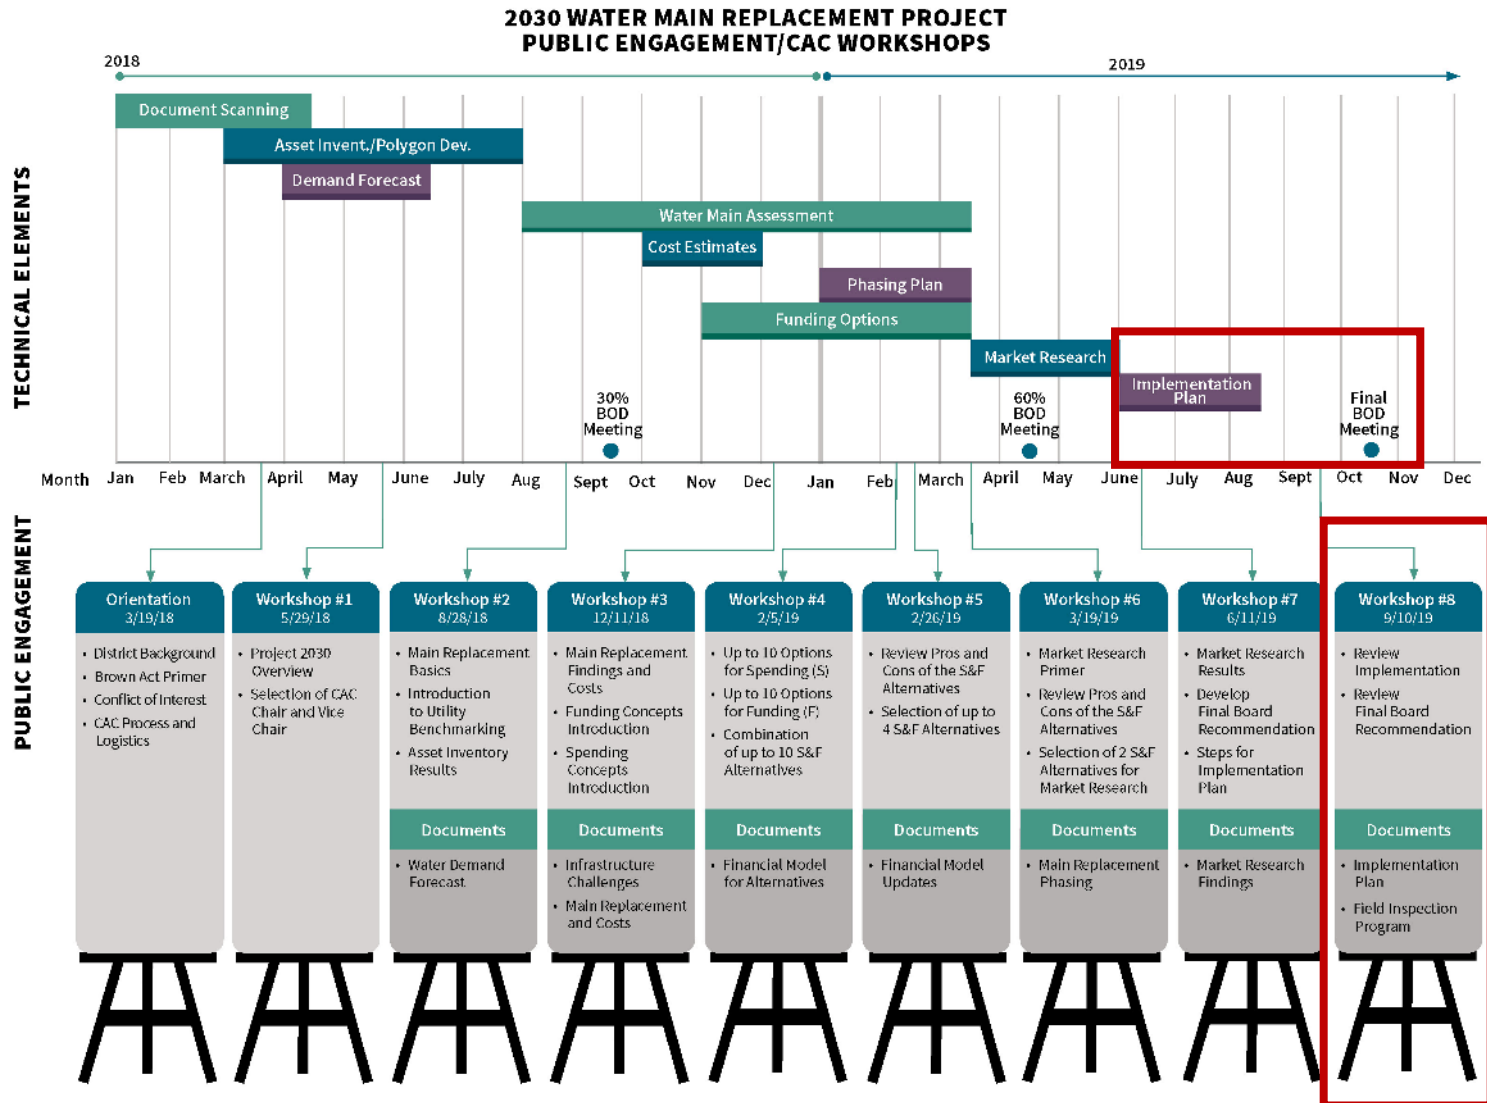 2030 WATER MAIN REPLACEMENT PROJECT
PUBLIC ENGAGEMENT/CAC WORKSHOPS
2018
2019
TECHNICAL ELEMENTS
Document Scanning
Asset Invent./Polygon Dev.
Demand Forecast
Water Main Assessment
Cost Estimates
Phasing Plan
Funding Options
Market Research
Implementation
Plan
30%
BOD
Meeting
60%
BOD
Meeting
Final
BOD
Meeting
Month Jan Feb March April May June July Aug Sept Oct Nov Dec Jan Feb March April May June July Aug Sept Oct Nov Dec
PUBLIC ENGAGEMENT
Orientation
3/19/18
• District Background
• Brown Act Primer
• Conflict of Interest
• CAC Process and
Logistics
Workshop #1
5/29/18
• Project 2030
Overview
• Selection of CAC
Chair and Vice
Chair
Workshop #2
8/28/18
• Main Replacement
Basics
• Introduction
to Utility
Benchmarking
• Asset Inventory
Results
Documents
• Water Demand
Forecast
Workshop #3
12/11/18
• Main Replacement
Findings and
Costs
• Funding Concepts
Introduction
• Spending
Concepts
Introduction
Documents
• Infrastructure
Challenges
• Main Replacement
and Costs
Workshop #4
2/5/19
• Up to 10 Options
for Spending (S)
• Up to 10 Options
for Funding (F)
• Combination
of up to 10 S&F
Alternatives
Documents
• Financial Model
for Alternatives
Workshop #5
2/26/19
• Review Pros and
Cons of the S&F
Alternatives
• Selection of up to
4 S&F Alternatives
Documents
• Financial Model
Updates
Workshop #6
3/19/19
• Market Research
Primer
• Review Pros and
Cons of the S&F
Alternatives
• Selection of 2 S&F
Alternatives for
Market Research
Documents
• Main Replacement
Phasing
Workshop #7
6/11/19
• Market Research
Results
• Develop
Final Board
Recommendation
• Steps for
Implementation
Plan
Documents
• Market Research
Findings
Workshop #8
9/10/19
• Review
Implementation
• Review
Final Board
Recommendation
Documents
• Implementation
Plan
• Field Inspection
Program